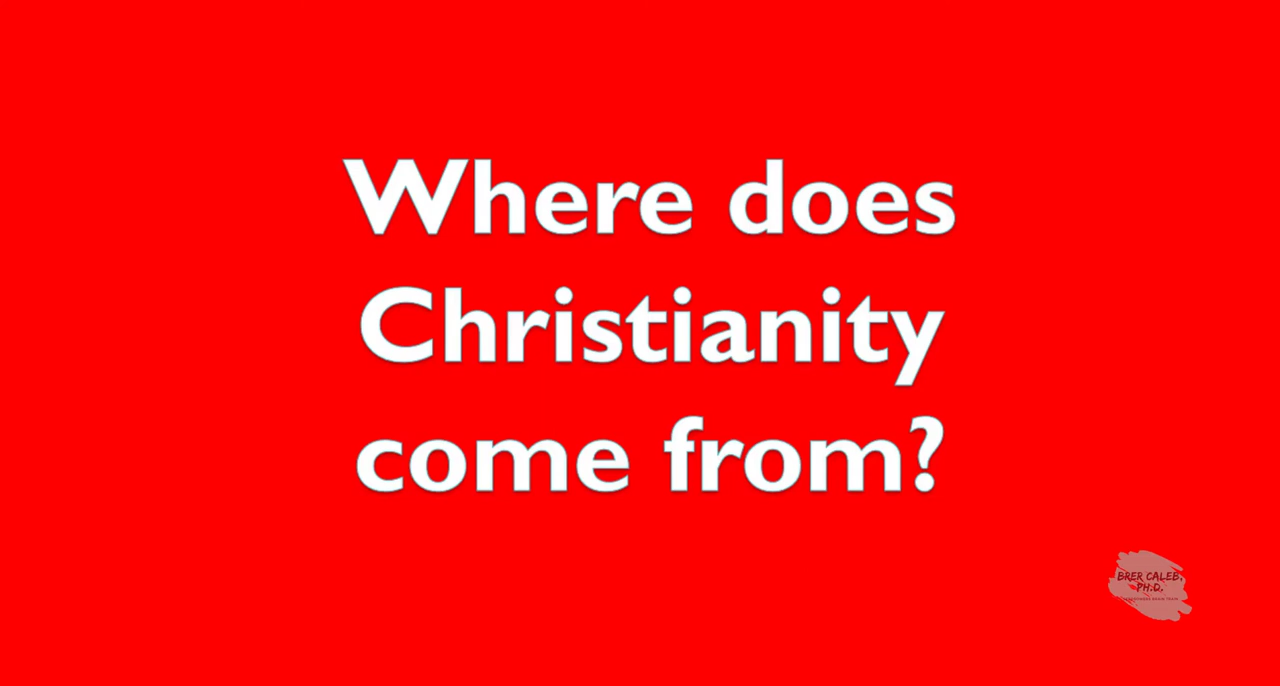 Where does
Christianity
come from?
BRER CALEB,
PH.D.